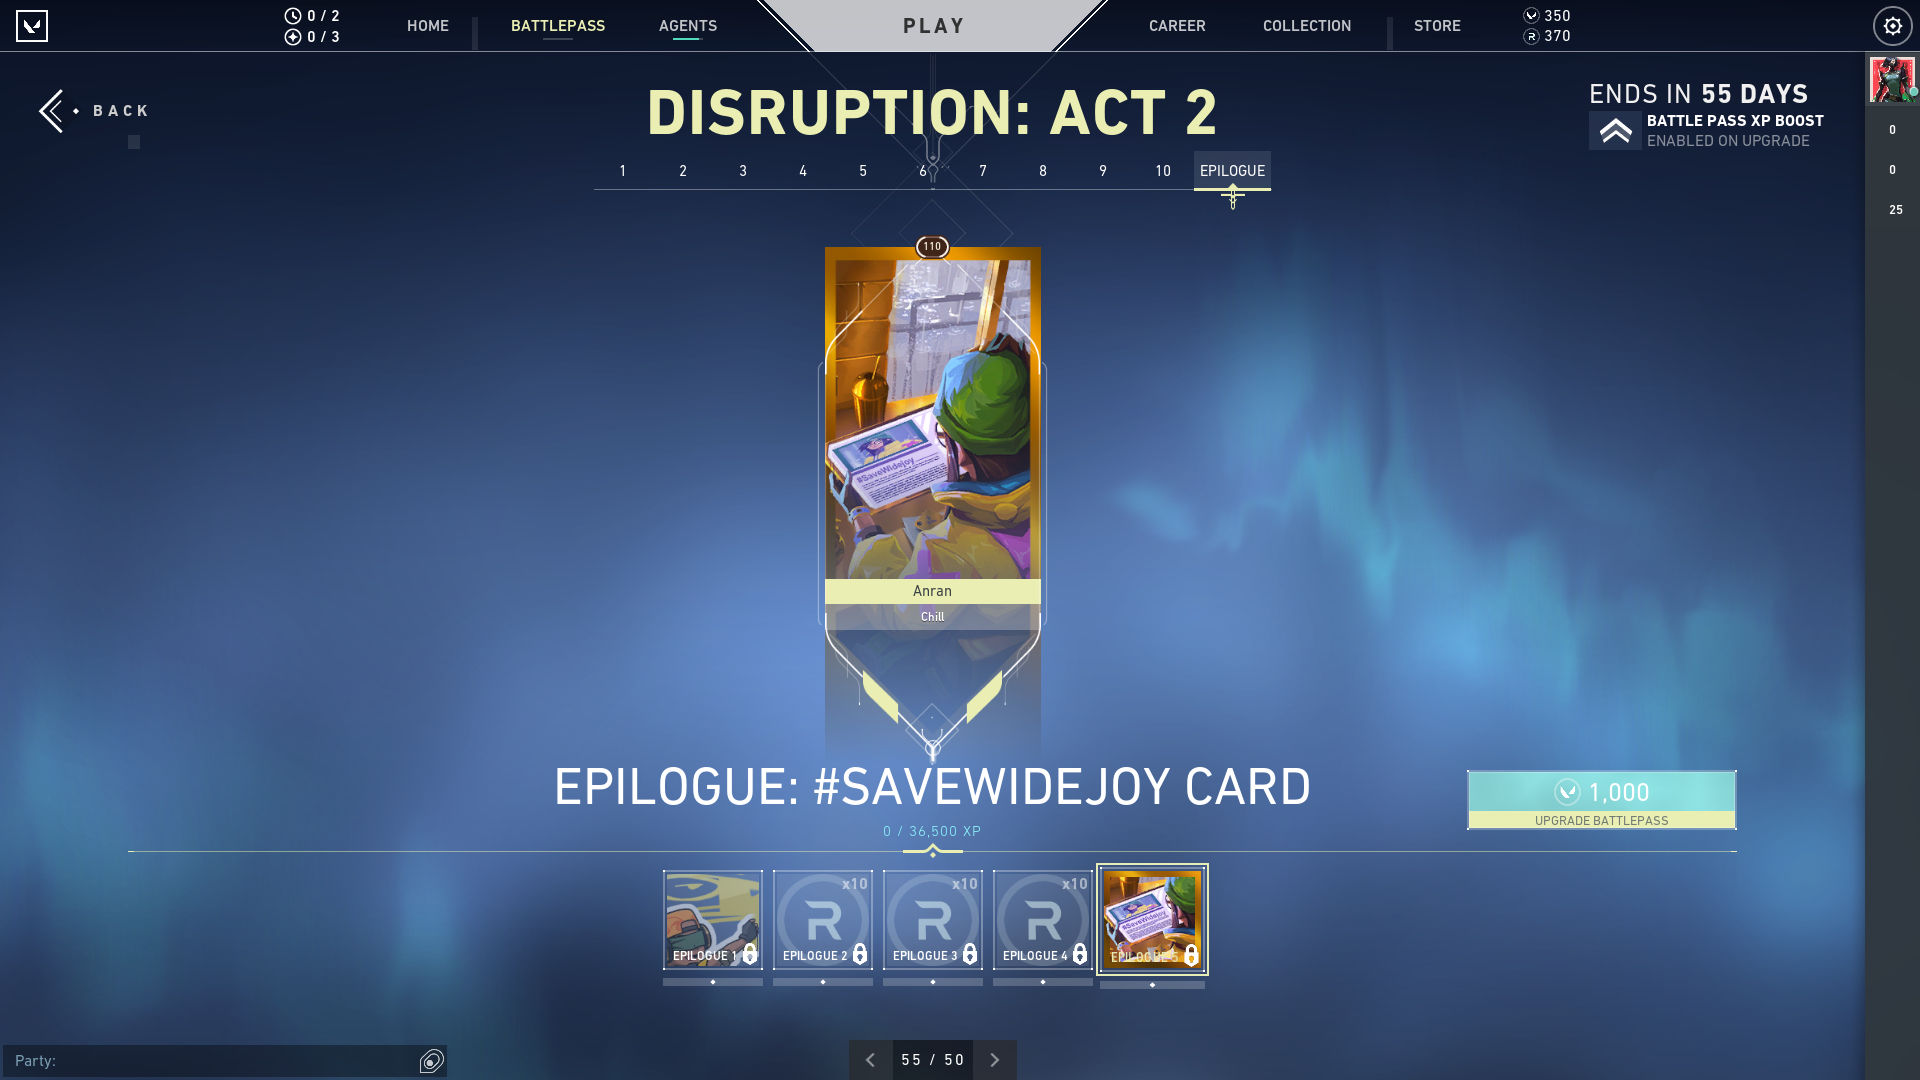 0 / 2
0 / 3
HOME
BATTLEPASS
AGENTS
PLAY
CAREER
COLLECTION
STORE
350
370
BACK
DISRUPTION: ACT 2
ENDS IN 55 DAYS
BATTLE PASS XP BOOST
ENABLED ON UPGRADE
1 2 3 4 5 6 7 8 9 10 EPILOGUE
0
0
25
110
#SaveWidejoy
Anran
Chill
EPILOGUE: #SAVEWIDEJOY CARD
0 / 36,500 XP
1,000
UPGRADE BATTLEPASS
x10
x10
x10
#SaveWidejoy
EPILOGUE 1
EPILOGUE 2
EPILOGUE 3
EPILOGUE 4
EPILOGUE 5
Party:
55 / 50